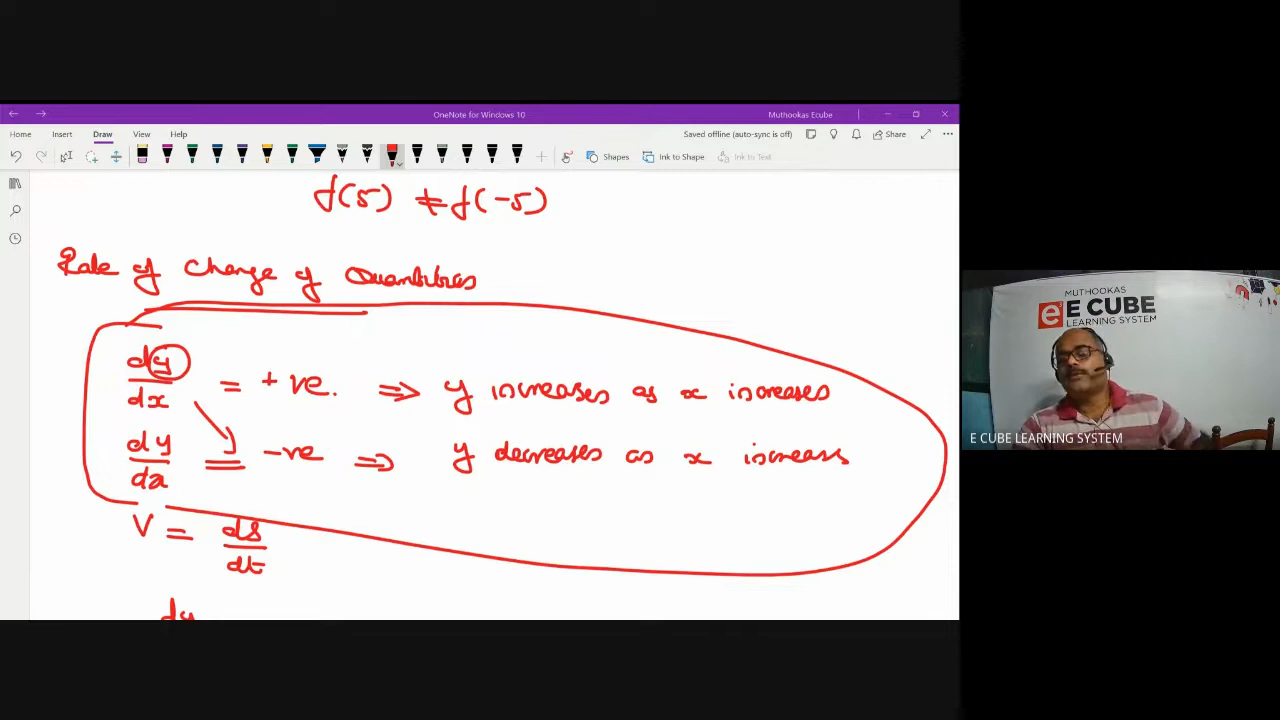 OneNote for Windows 10
Muthookas Ecube
Home Insert Draw View Help
Saved offline (auto-sync is off)
Share
Shapes
Ink to Shape
Ink to Text
f(5) ≠ f(-5)
Rate of Change of Quantities
dy/dx = +ve. ⇒ y increases as x increases
dy/dx = -ve ⇒ y decreases as x increases
V = ds/dt
dy
MUTHOOKAS
e E CUBE
LEARNING SYSTEM
E CUBE LEARNING SYSTEM